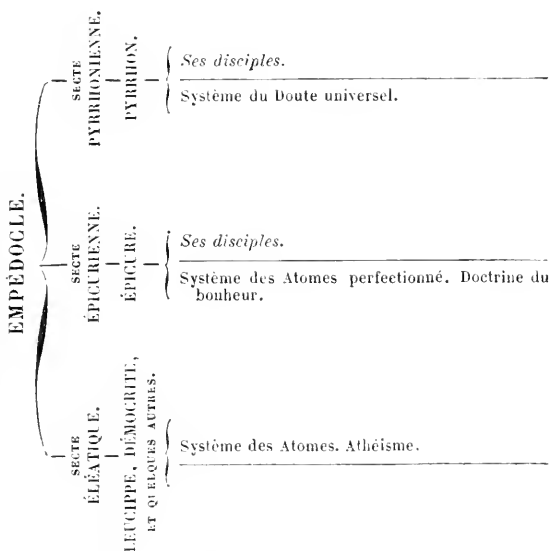 EMPÉDOCLE.
SECTE
PYRRHONIENNE.
PYRRHON.
Ses disciples.
Système du Doute universel.
SECTE
ÉPICURIENNE.
ÉPICURE.
Ses disciples.
Système des Atomes perfectionné. Doctrine du
bonheur.
SECTE
ÉLÉATIQUE.
LEUCIPPE, DÉMOCRITE,
ET QUELQUES AUTRES.
Système des Atomes. Athéisme.